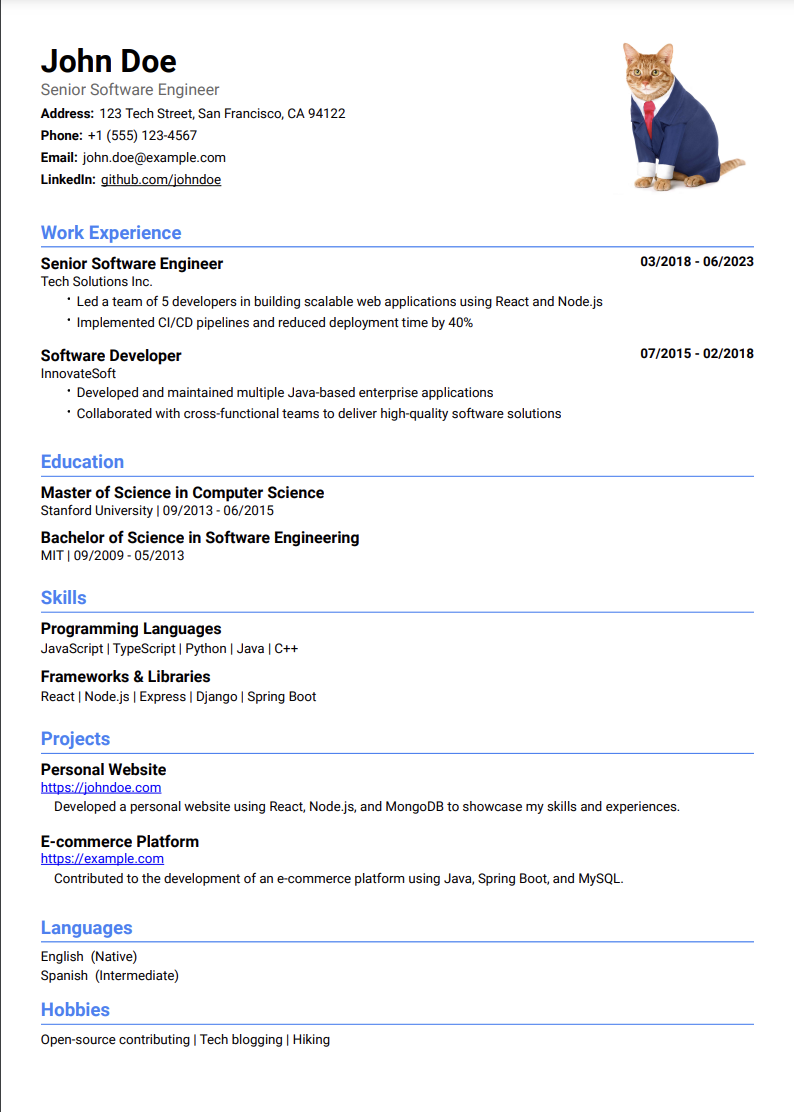 John Doe
Senior Software Engineer
Address: 123 Tech Street, San Francisco, CA 94122
Phone: +1 (555) 123-4567
Email: john.doe@example.com
LinkedIn: github.com/johndoe
Work Experience
Senior Software Engineer 03/2018 - 06/2023
Tech Solutions Inc.
• Led a team of 5 developers in building scalable web applications using React and Node.js
• Implemented CI/CD pipelines and reduced deployment time by 40%
Software Developer 07/2015 - 02/2018
InnovateSoft
• Developed and maintained multiple Java-based enterprise applications
• Collaborated with cross-functional teams to deliver high-quality software solutions
Education
Master of Science in Computer Science
Stanford University | 09/2013 - 06/2015
Bachelor of Science in Software Engineering
MIT | 09/2009 - 05/2013
Skills
Programming Languages
JavaScript | TypeScript | Python | Java | C++
Frameworks & Libraries
React | Node.js | Express | Django | Spring Boot
Projects
Personal Website
https://johndoe.com
Developed a personal website using React, Node.js, and MongoDB to showcase my skills and experiences.
E-commerce Platform
https://example.com
Contributed to the development of an e-commerce platform using Java, Spring Boot, and MySQL.
Languages
English (Native)
Spanish (Intermediate)
Hobbies
Open-source contributing | Tech blogging | Hiking